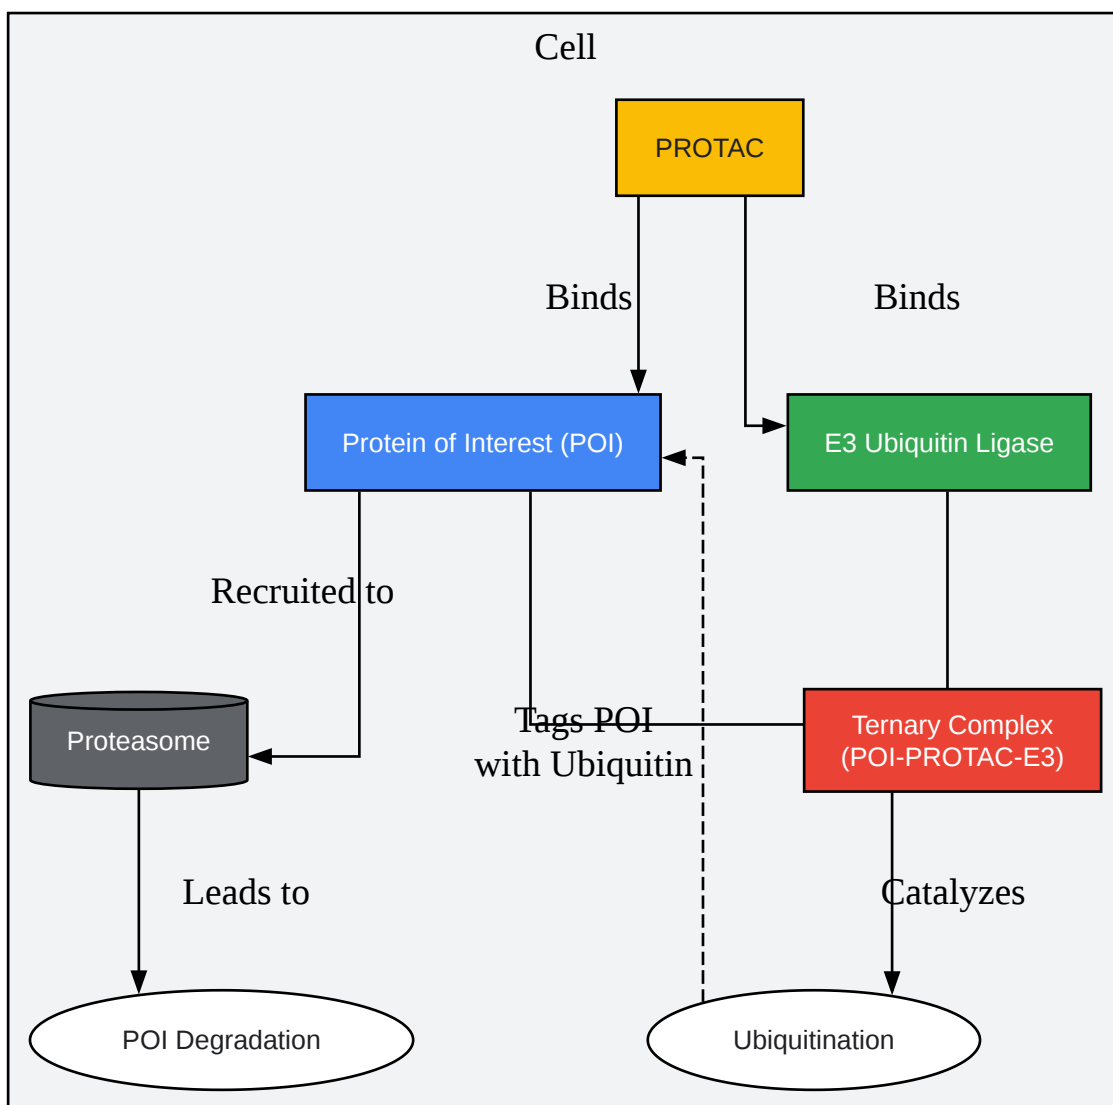 Cell
PROTAC
Binds
Binds
Protein of Interest (POI)
E3 Ubiquitin Ligase
Recruited to
Tags POI
with Ubiquitin
Proteasome
Ternary Complex
(POI-PROTAC-E3)
Leads to
Catalyzes
POI Degradation
Ubiquitination